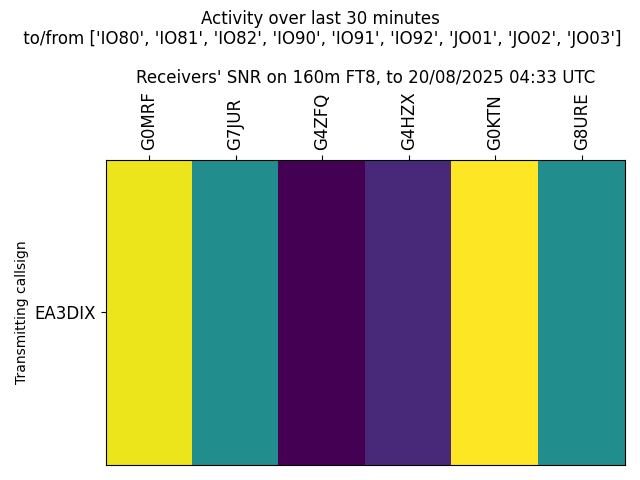 Activity over last 30 minutes
to/from ['IO80', 'IO81', 'IO82', 'IO90', 'IO91', 'IO92', 'JO01', 'JO02', 'JO03']
Receivers' SNR on 160m FT8, to 20/08/2025 04:33 UTC
G0MRF
G7JUR
G4ZFQ
G4HZX
G0KTN
G8URE
Transmitting callsign
EA3DIX